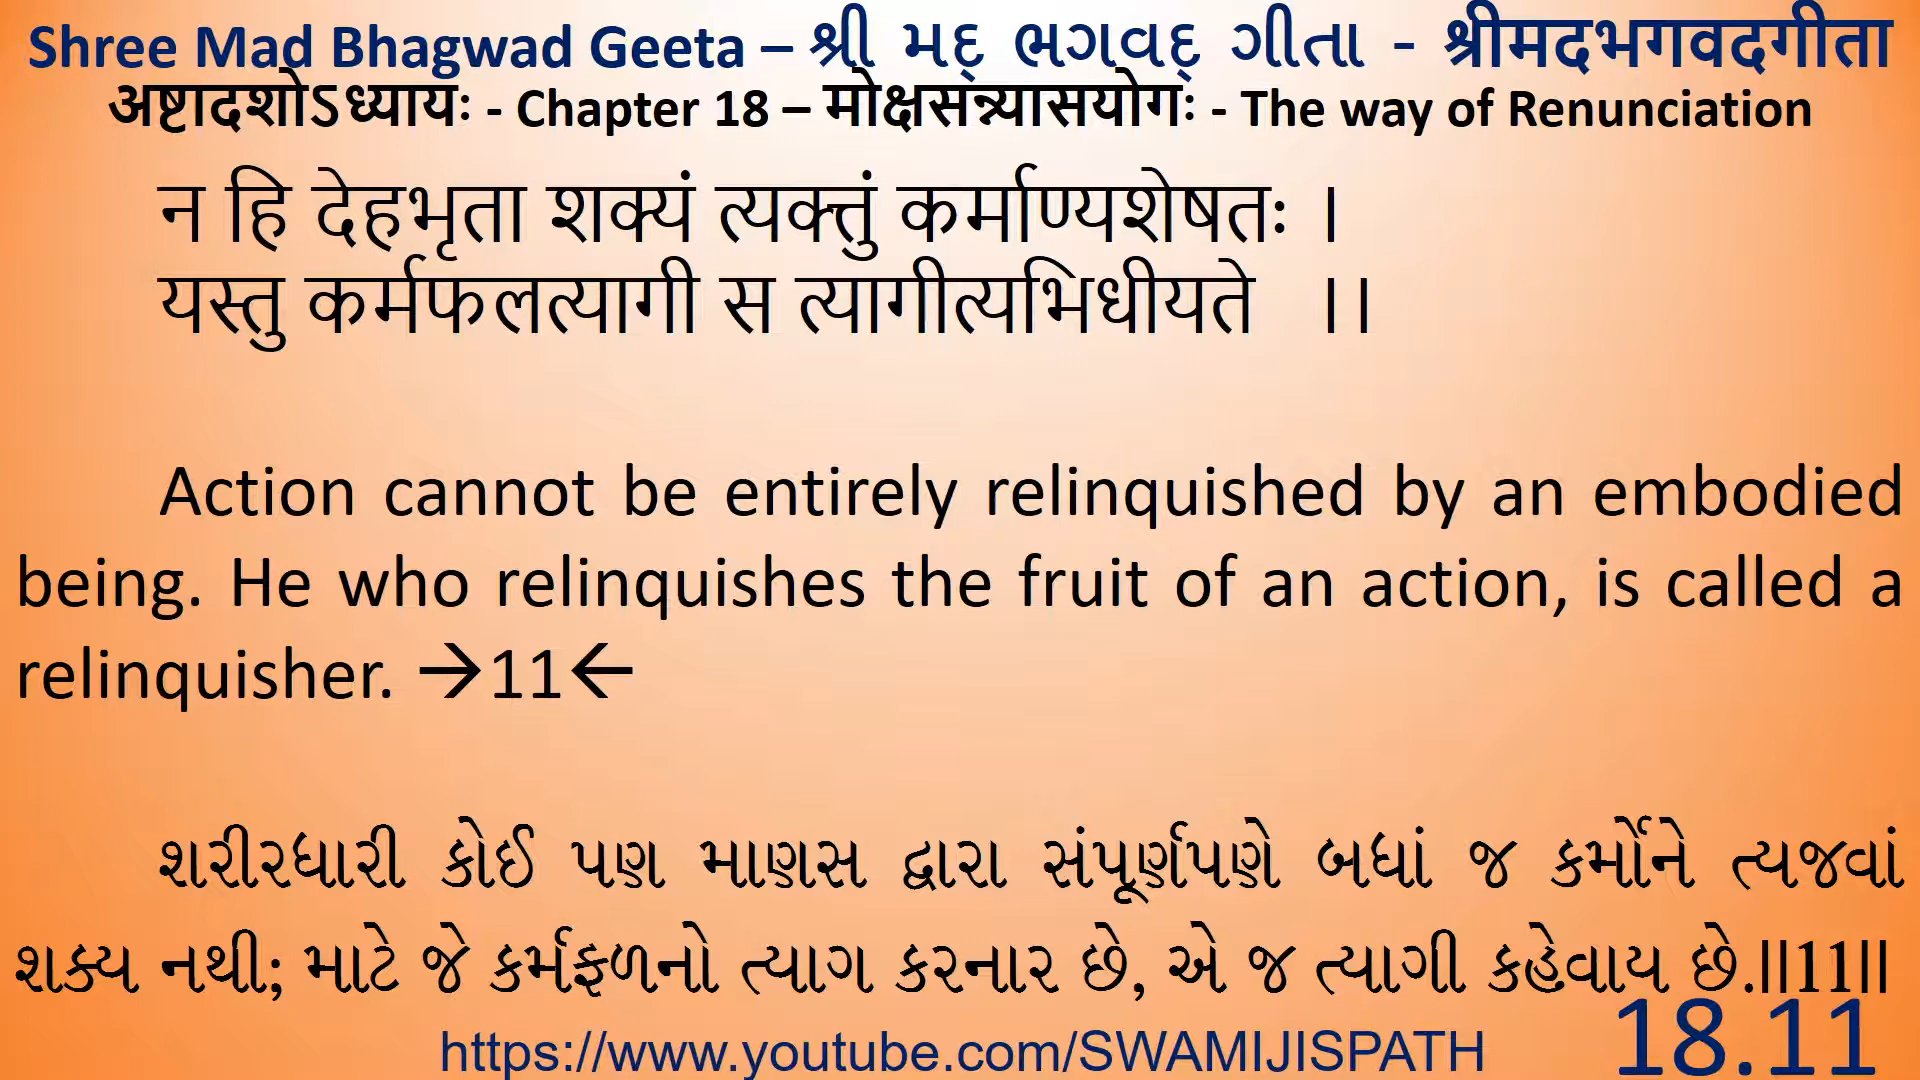 Shree Mad Bhagwad Geeta – શ્રી મદ્ ભગવદ્ ગીતા - श्रीमदभगवदगीता
अष्टादशोऽध्यायः - Chapter 18 – मोक्षसंन्यासयोगः - The way of Renunciation
न हि देहभृता शक्यं त्यक्तुं कर्माण्यशेषतः ।
यस्तु कर्मफलत्यागी स त्यागीत्यभिधीयते ।।
Action cannot be entirely relinquished by an embodied
being. He who relinquishes the fruit of an action, is called a
relinquisher. →11←
શરીરધારી કોઈ પણ માણસ દ્વારા સંપૂર્ણપણે બધાં જ કર્મોને ત્યજવાં
શક્ય નથી; માટે જે કર્મફળનો ત્યાગ કરનાર છે, એ જ ત્યાગી કહેવાય છે.॥11॥
https://www.youtube.com/SWAMIJISPATH 18.11